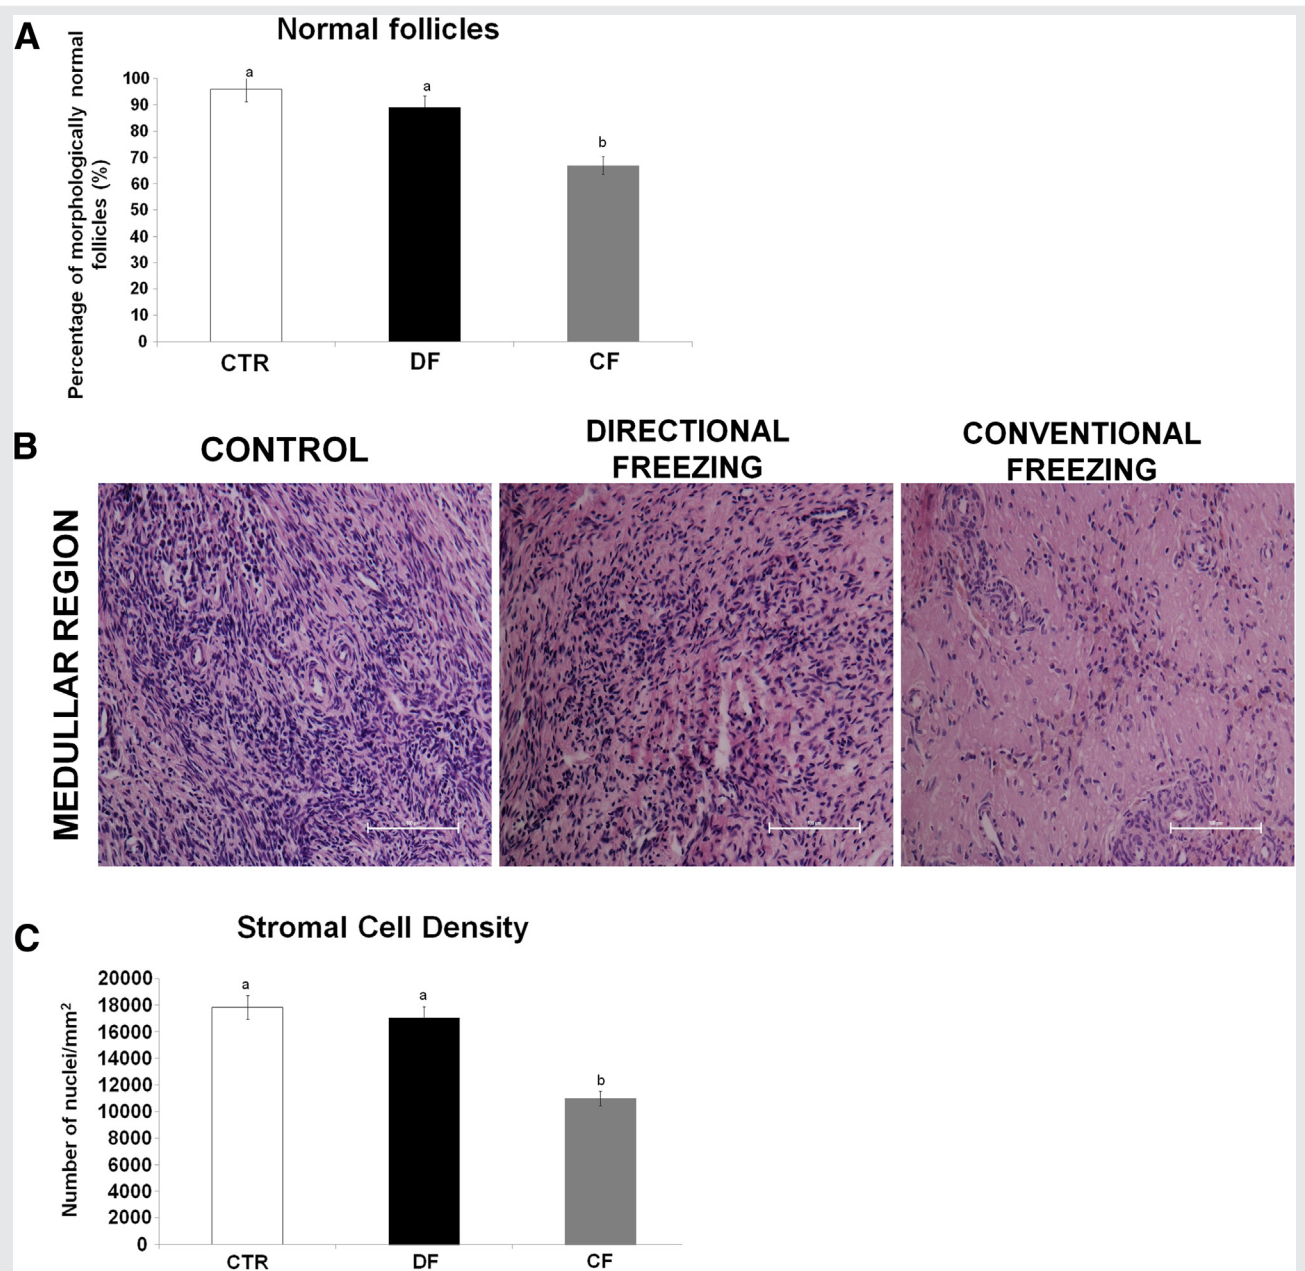 A
Normal follicles
Percentage of morphologically normal
follicles (%)
100
90
80
70
60
50
40
30
20
10
0
a
a
b
CTR
DF
CF
B
CONTROL
DIRECTIONAL
FREEZING
CONVENTIONAL
FREEZING
MEDULLAR REGION
C
Stromal Cell Density
Number of nuclei/mm²
20000
18000
16000
14000
12000
10000
8000
6000
4000
2000
0
a
a
b
CTR
DF
CF